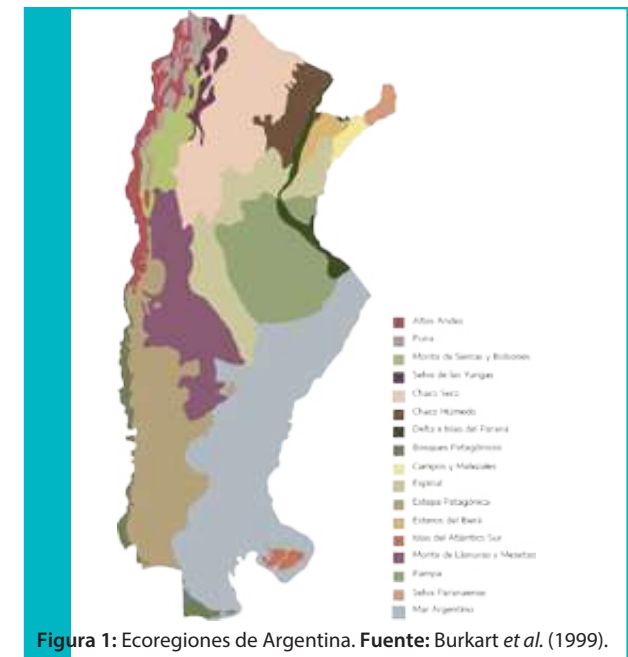 Altos Andes
Puna
Monte de Sierras y Bolsones
Selva de las Yungas
Chaco Seco
Chaco Húmedo
Delta e Islas del Paraná
Bosques Patagónicos
Campos y Malezales
Espinal
Estepa Patagónica
Esteros del Iberá
Islas del Atlántico Sur
Monte de Llanuras y Mesetas
Pampa
Selva Paranaense
Mar Argentino
Figura 1: Ecoregiones de Argentina. Fuente: Burkart et al. (1999).